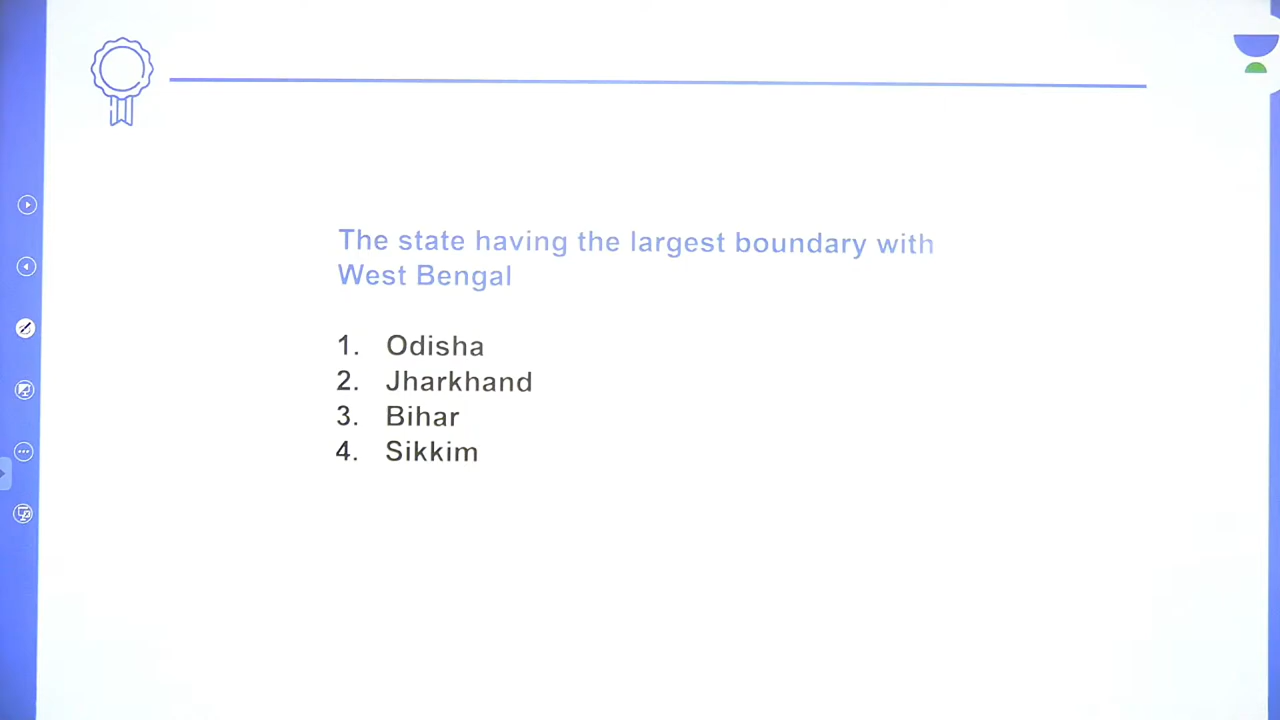 The state having the largest boundary with
West Bengal
1. Odisha
2. Jharkhand
3. Bihar
4. Sikkim